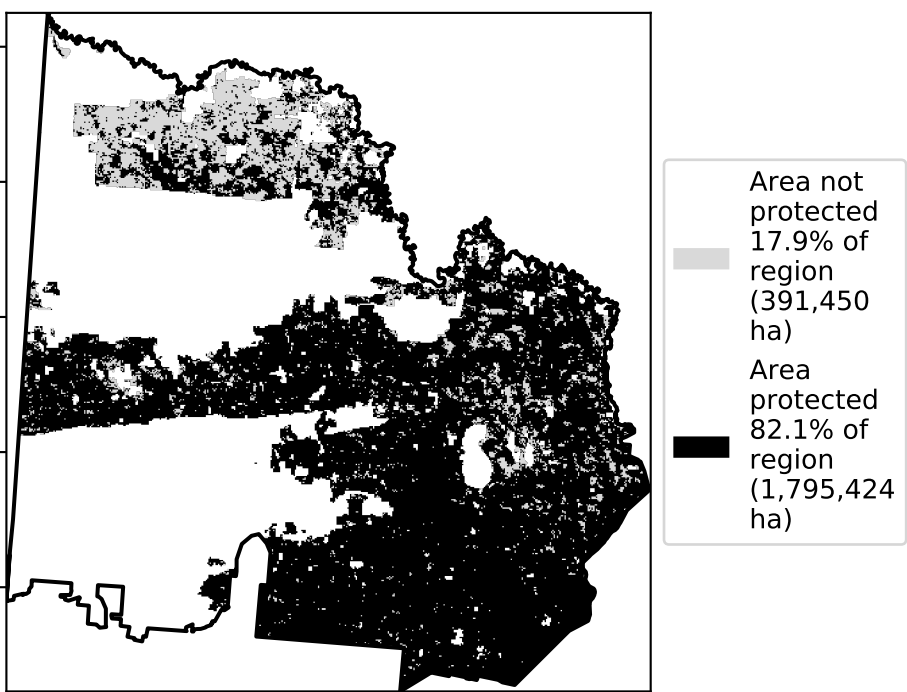 Area not
protected
17.9% of
region
(391,450
ha)
Area
protected
82.1% of
region
(1,795,424
ha)